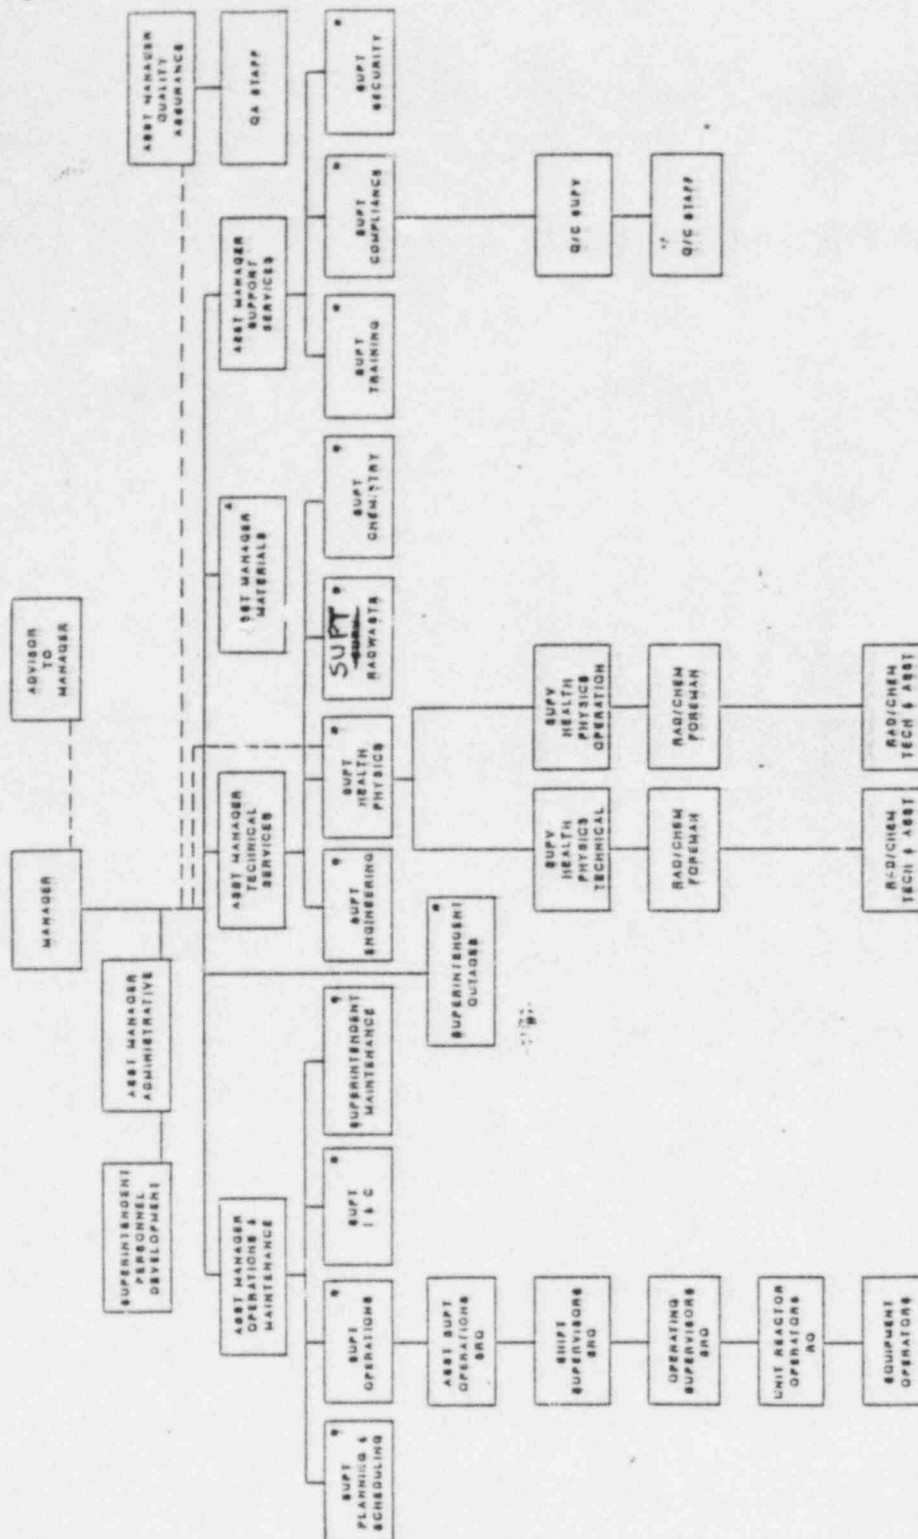 MANAGER
ADVISOR
TO
MANAGER
SUPERINTENDENT
PERSONNEL
DEVELOPMENT
ASST MANAGER
ADMINISTRATIVE
ASST MANAGER
QUALITY
ASSURANCE
QA STAFF
ASST MANAGER
OPERATIONS &
MAINTENANCE
ASST MANAGER
TECHNICAL
SERVICES
SST MANAGER
MATERIALS
ASST MANAGER
SUPPORT
SERVICES
SUPT
PLANNING &
SCHEDULING
SUPT
OPERATIONS
SUPT
I & C
SUPERINTENDENT
MAINTENANCE
SUPT
ENGINEERING
SUPT
HEALTH
PHYSICS
SUPT
RADWASTE
SUPT
CHEMISTRY
SUPT
TRAINING
SUPT
COMPLIANCE
SUPT
SECURITY
ASST SUPT
OPERATIONS
SRO
SUPERINTENDENT
OUTAGES
SHIFT
SUPERVISORS
SRO
SUPV
HEALTH
PHYSICS
TECHNICAL
SUPV
HEALTH
PHYSICS
OPERATION
Q/C SUPV
OPERATING
SUPERVISORS
SRO
RAD/CHEM
FOREMAN
RAD/CHEM
FOREMAN
Q/C STAFF
UNIT REACTOR
OPERATORS
RO
EQUIPMENT
OPERATORS
RAD/CHEM
TECH & ASST
RAD/CHEM
TECH & ASST